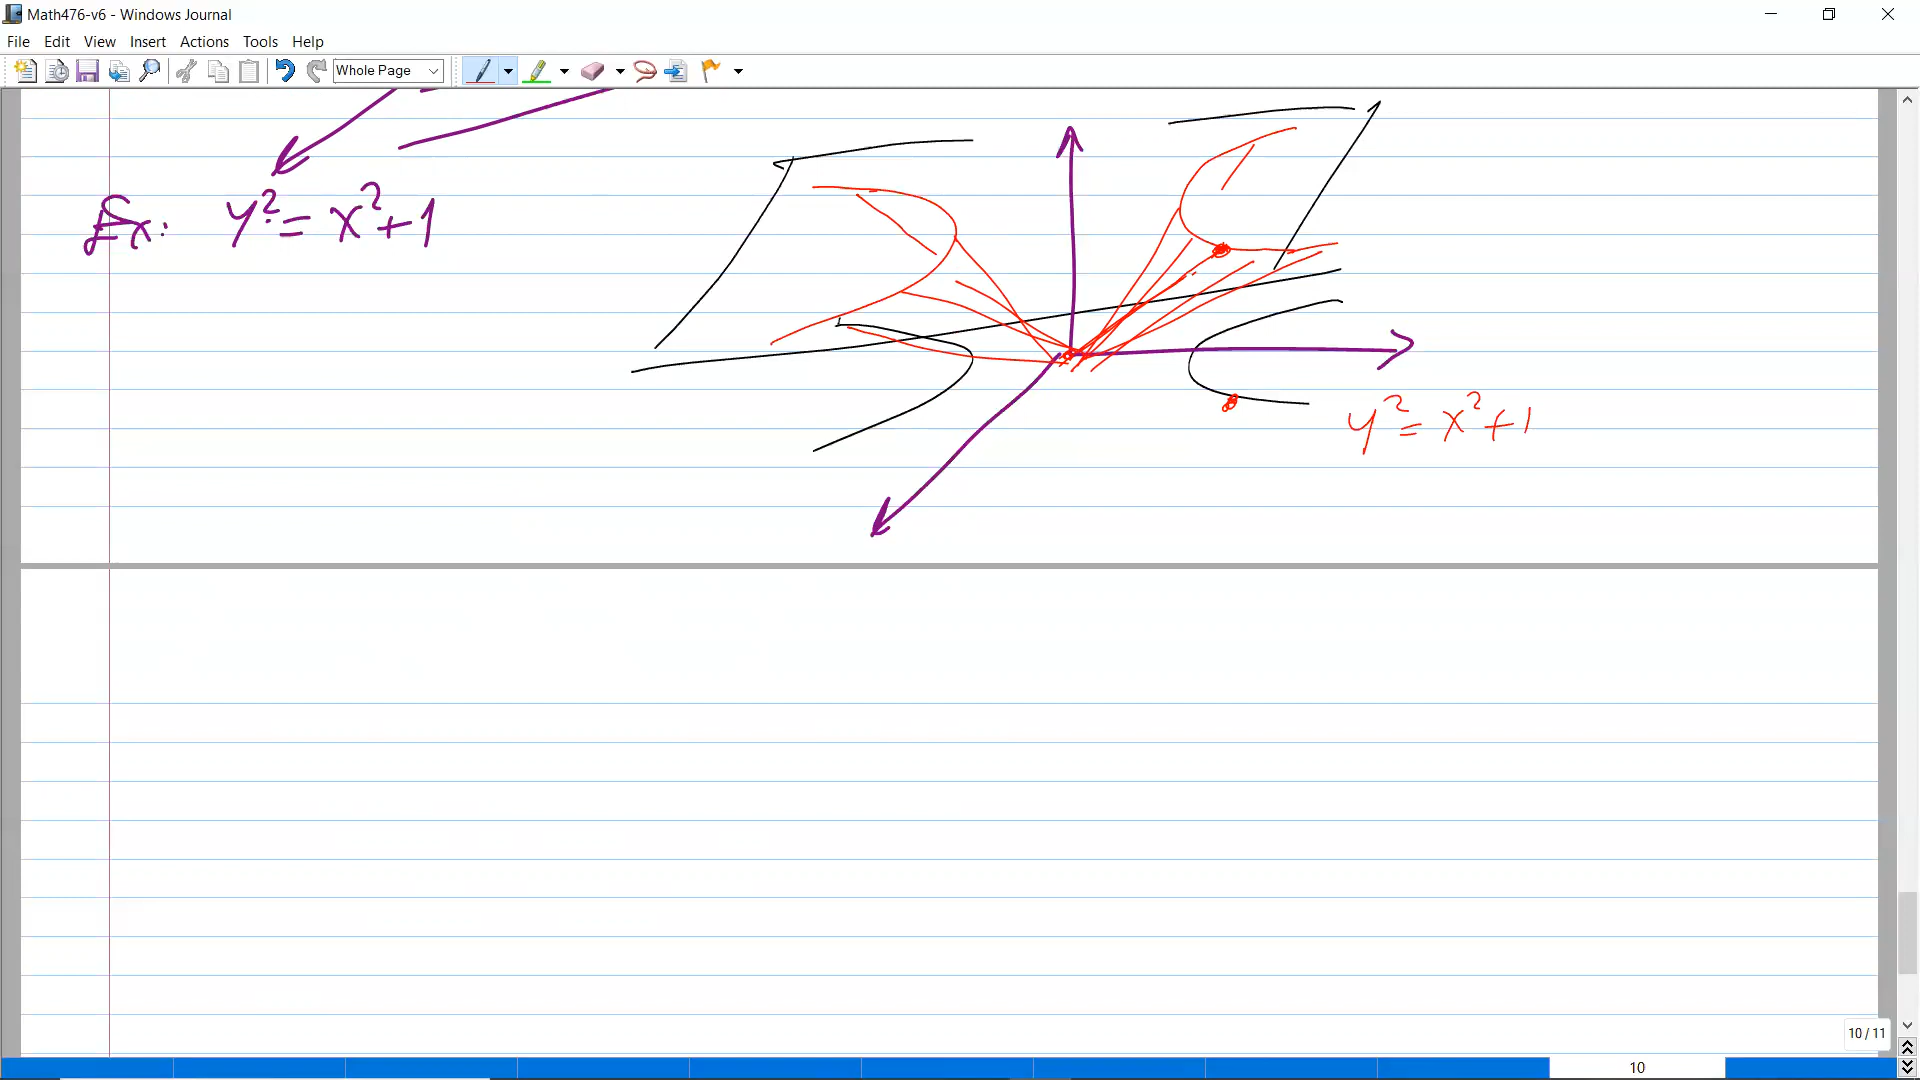 Math476-v6 - Windows Journal
File Edit View Insert Actions Tools Help
Whole Page
Ex: y² = x² + 1
y² = x² + 1
10 / 11
10